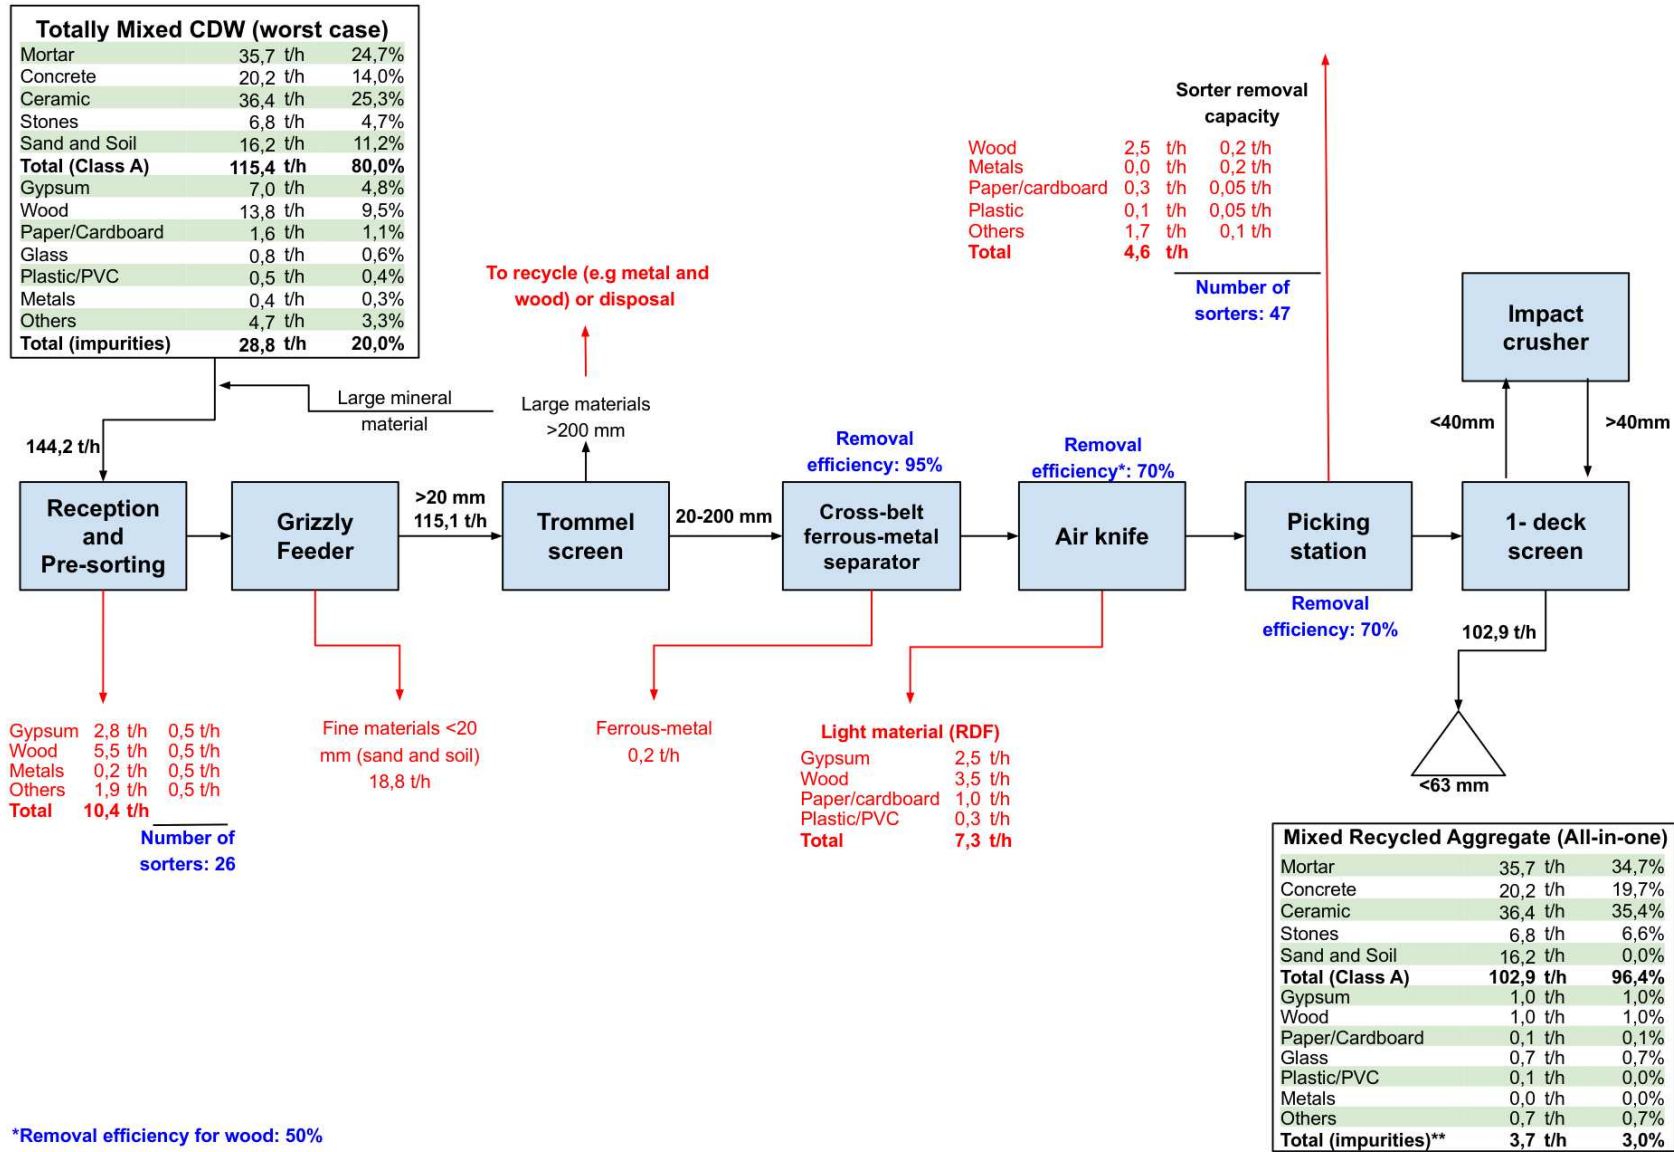 Totally Mixed CDW (worst case)
Mortar 35,7 t/h 24,7%
Concrete 20,2 t/h 14,0%
Ceramic 36,4 t/h 25,3%
Stones 6,8 t/h 4,7%
Sand and Soil 16,2 t/h 11,2%
Total (Class A) 115,4 t/h 80,0%
Gypsum 7,0 t/h 4,8%
Wood 13,8 t/h 9,5%
Paper/Cardboard 1,6 t/h 1,1%
Glass 0,8 t/h 0,6%
Plastic/PVC 0,5 t/h 0,4%
Metals 0,4 t/h 0,3%
Others 4,7 t/h 3,3%
Total (impurities) 28,8 t/h 20,0%
Sorter removal
capacity
Wood 2,5 t/h 0,2 t/h
Metals 0,0 t/h 0,2 t/h
Paper/cardboard 0,3 t/h 0,05 t/h
Plastic 0,1 t/h 0,05 t/h
Others 1,7 t/h 0,1 t/h
Total 4,6 t/h
Number of
sorters: 47
To recycle (e.g metal and
wood) or disposal
Large mineral
material
Large materials
>200 mm
144,2 t/h
Reception
and
Pre-sorting
Grizzly
Feeder
>20 mm
115,1 t/h
Trommel
screen
20-200 mm
Removal
efficiency: 95%
Cross-belt
ferrous-metal
separator
Removal
efficiency*: 70%
Air knife
Picking
station
Removal
efficiency: 70%
1- deck
screen
Impact
crusher
<40mm
>40mm
102,9 t/h
<63 mm
Gypsum 2,8 t/h 0,5 t/h
Wood 5,5 t/h 0,5 t/h
Metals 0,2 t/h 0,5 t/h
Others 1,9 t/h 0,5 t/h
Total 10,4 t/h
Number of
sorters: 26
Fine materials <20
mm (sand and soil)
18,8 t/h
Ferrous-metal
0,2 t/h
Light material (RDF)
Gypsum 2,5 t/h
Wood 3,5 t/h
Paper/cardboard 1,0 t/h
Plastic/PVC 0,3 t/h
Total 7,3 t/h
Mixed Recycled Aggregate (All-in-one)
Mortar 35,7 t/h 34,7%
Concrete 20,2 t/h 19,7%
Ceramic 36,4 t/h 35,4%
Stones 6,8 t/h 6,6%
Sand and Soil 16,2 t/h 0,0%
Total (Class A) 102,9 t/h 96,4%
Gypsum 1,0 t/h 1,0%
Wood 1,0 t/h 1,0%
Paper/Cardboard 0,1 t/h 0,1%
Glass 0,7 t/h 0,7%
Plastic/PVC 0,1 t/h 0,0%
Metals 0,0 t/h 0,0%
Others 0,7 t/h 0,7%
Total (impurities)** 3,7 t/h 3,0%
*Removal efficiency for wood: 50%